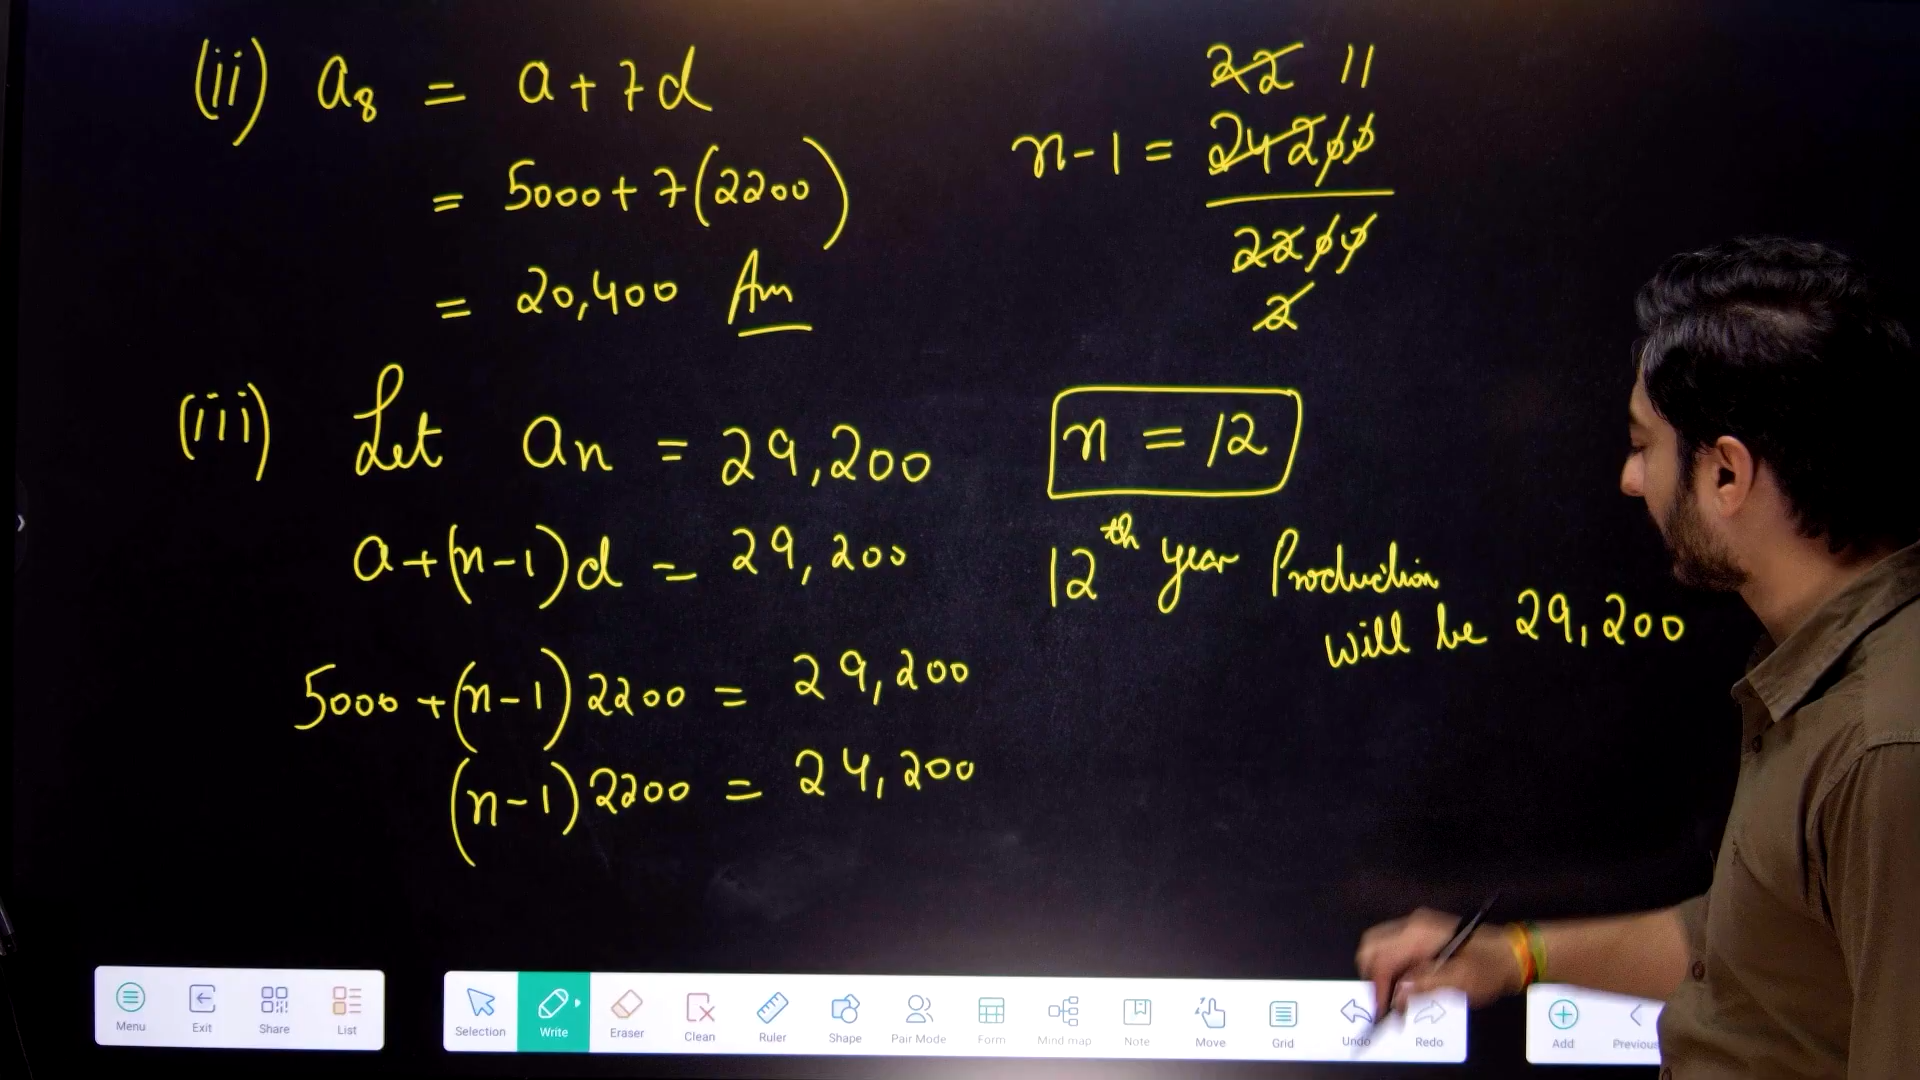 (ii) a₈ = a+7d
= 5000+7(2200)
= 20,400 Ans
(iii) Let an = 29,200
a+(n-1)d = 29,200
5000+(n-1)2200 = 29,200
(n-1)2200 = 24,200
22 11
n-1 = 24200
2200
2
n = 12
12th year Production
will be 29,200
Menu Exit Share List
Selection Write Eraser Clean Ruler Shape Pair Mode Form Mind map Note Move Grid Undo Redo
Add Previous